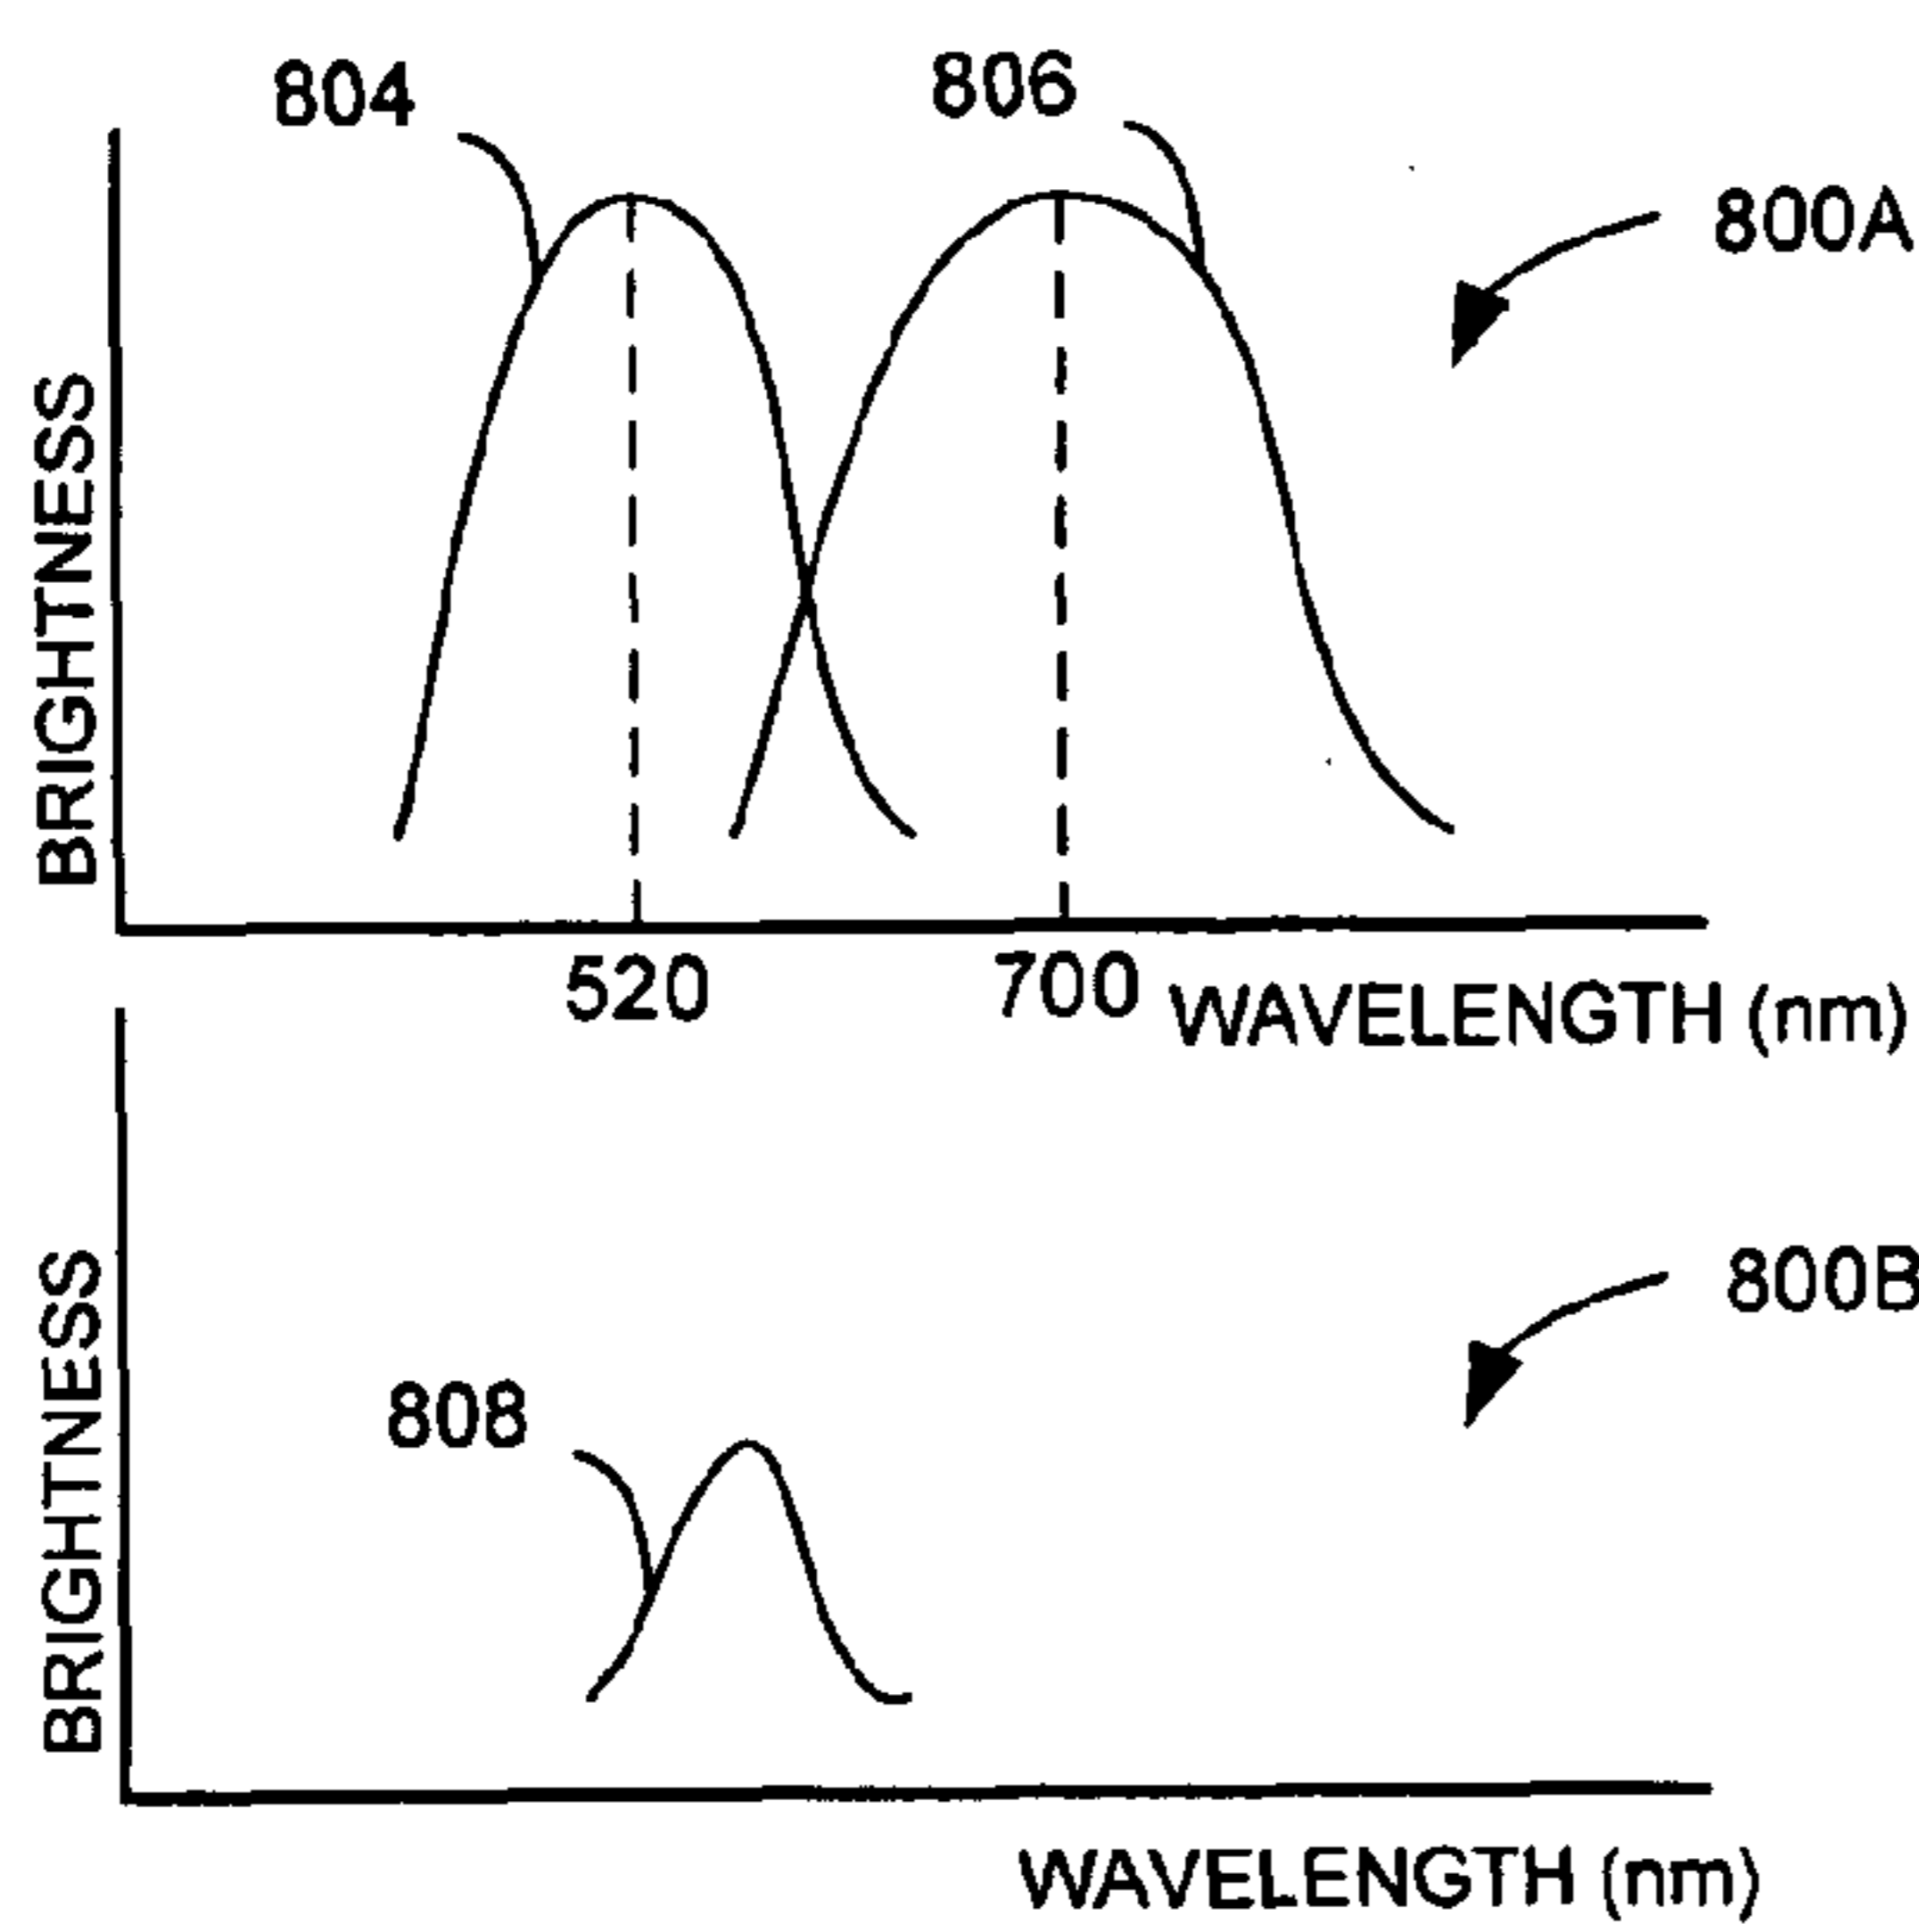 804
806
800A
BRIGHTNESS
520
700
WAVELENGTH (nm)
800B
808
BRIGHTNESS
WAVELENGTH (nm)